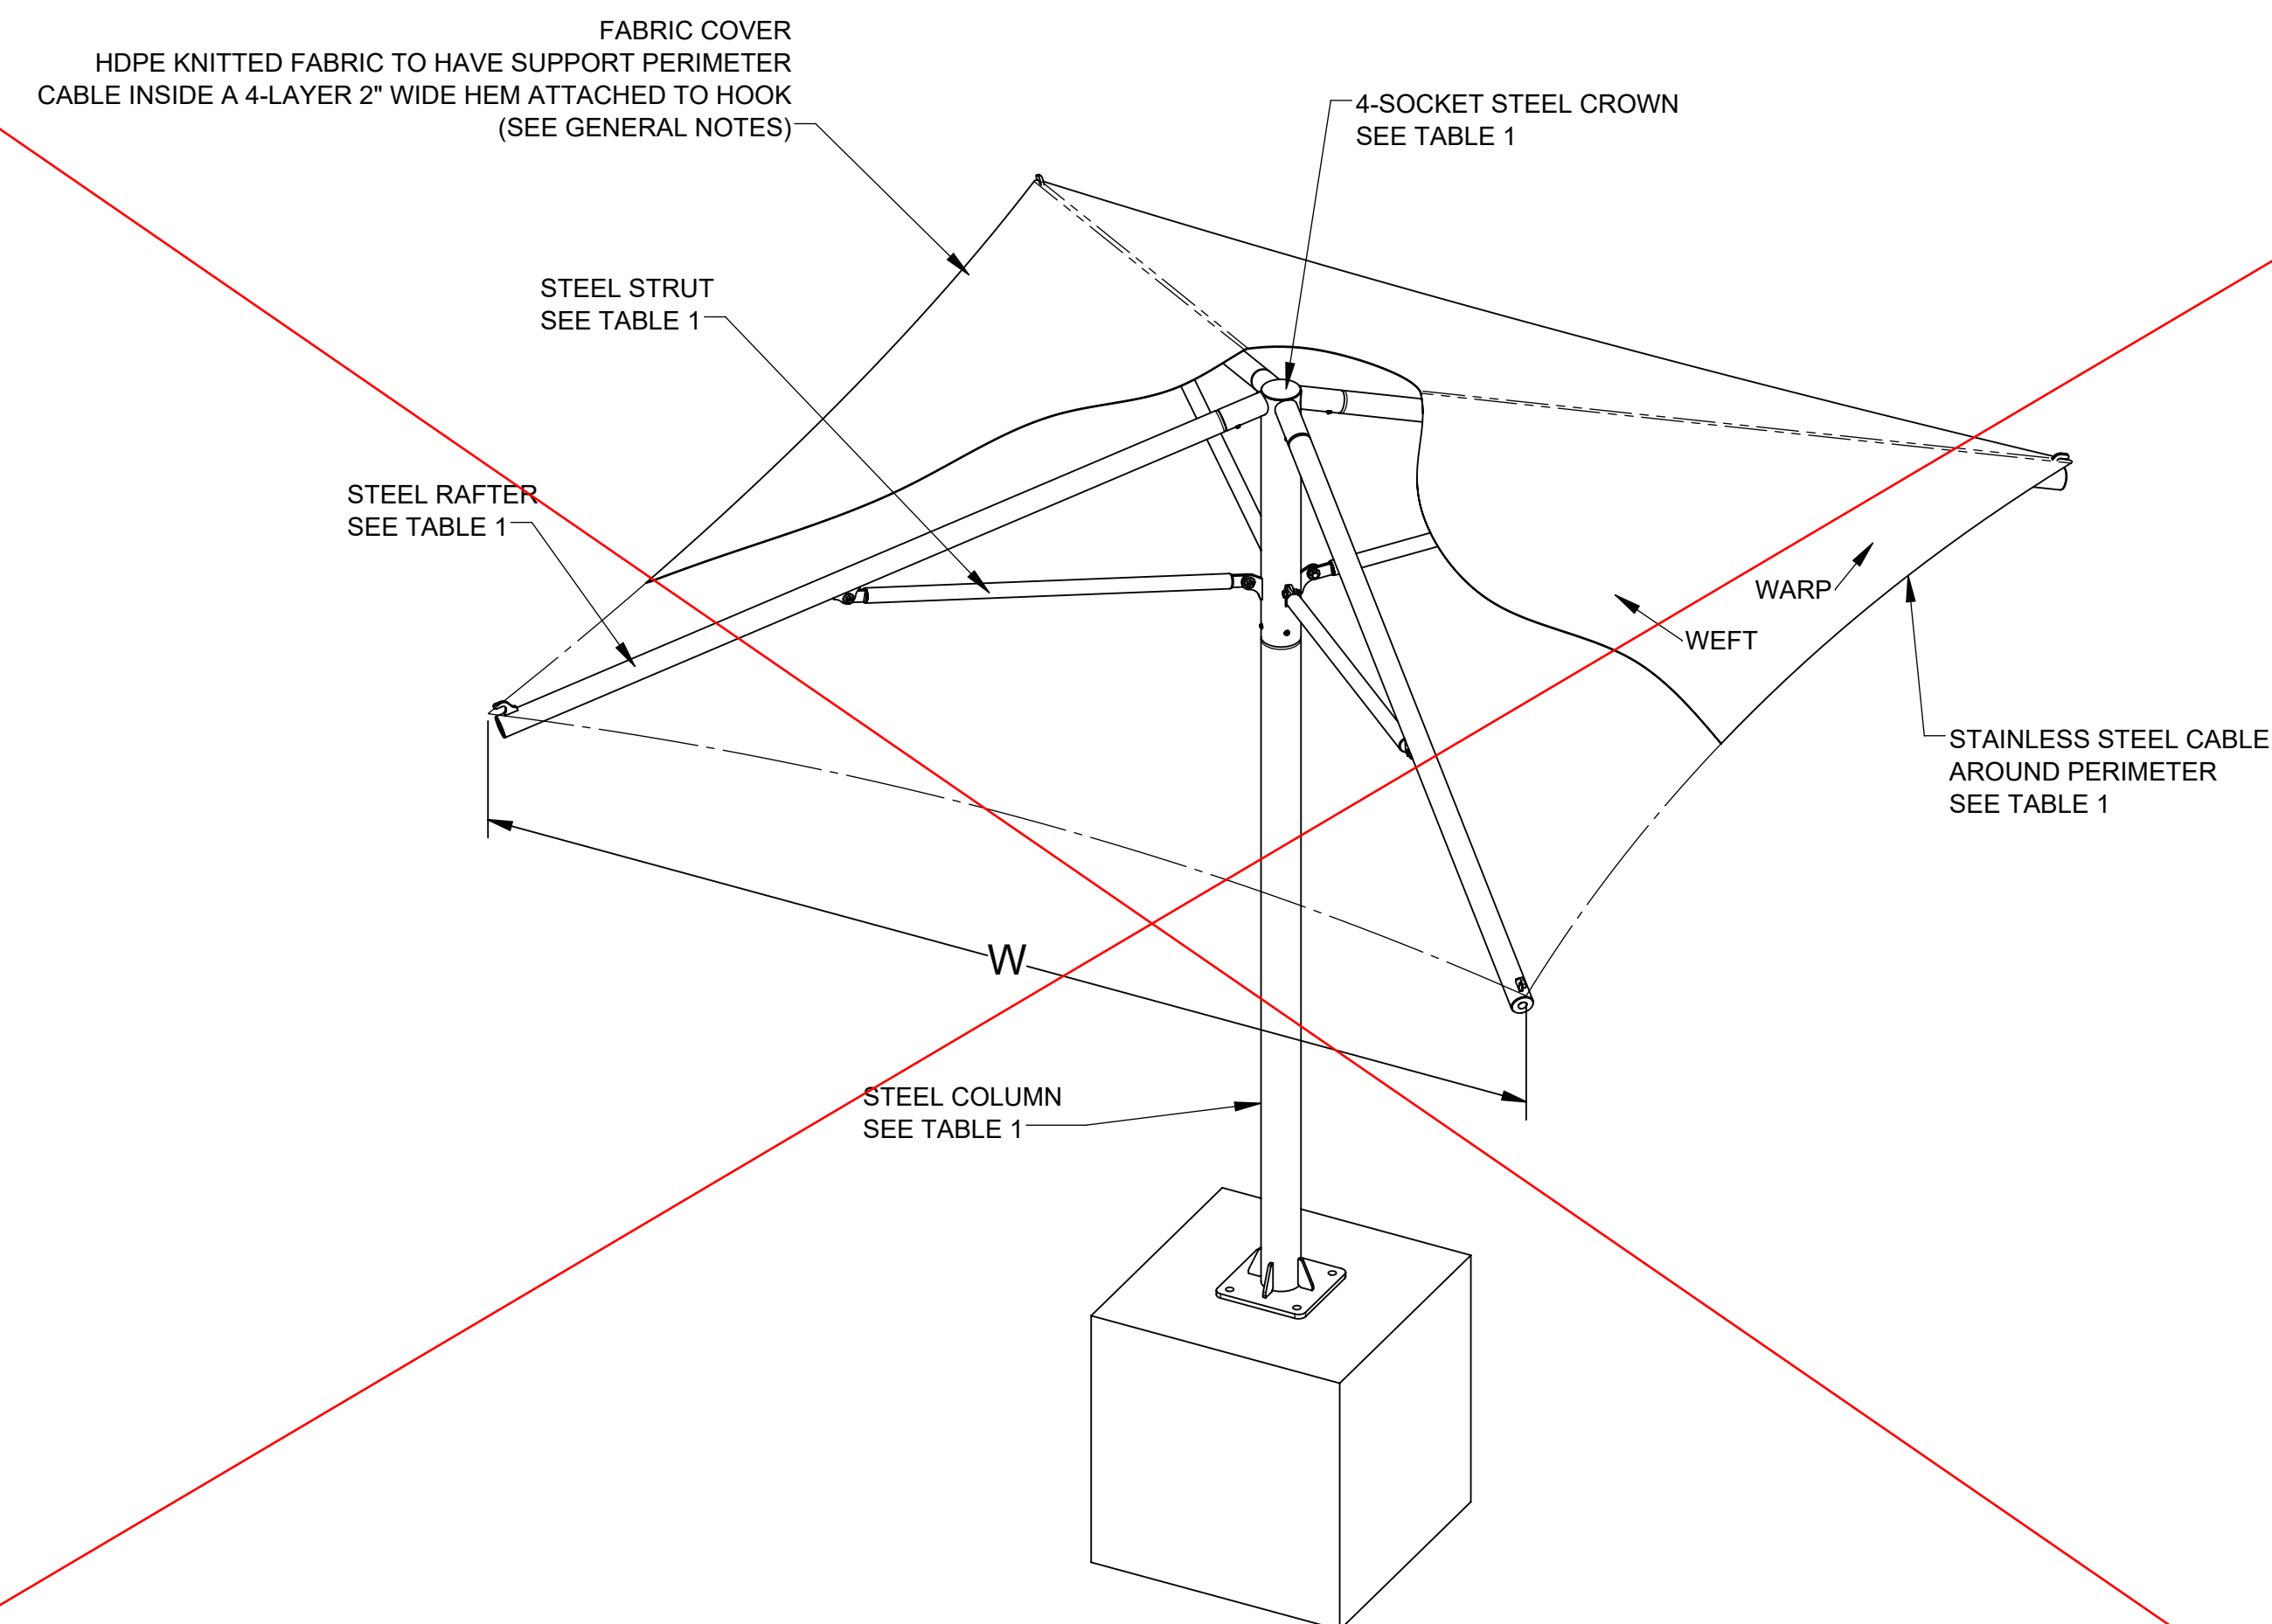 FABRIC COVER
HDPE KNITTED FABRIC TO HAVE SUPPORT PERIMETER
CABLE INSIDE A 4-LAYER 2" WIDE HEM ATTACHED TO HOOK
(SEE GENERAL NOTES)
4-SOCKET STEEL CROWN
SEE TABLE 1
STEEL STRUT
SEE TABLE 1
STEEL RAFTER
SEE TABLE 1
WARP
WEFT
STAINLESS STEEL CABLE
AROUND PERIMETER
SEE TABLE 1
W
STEEL COLUMN
SEE TABLE 1